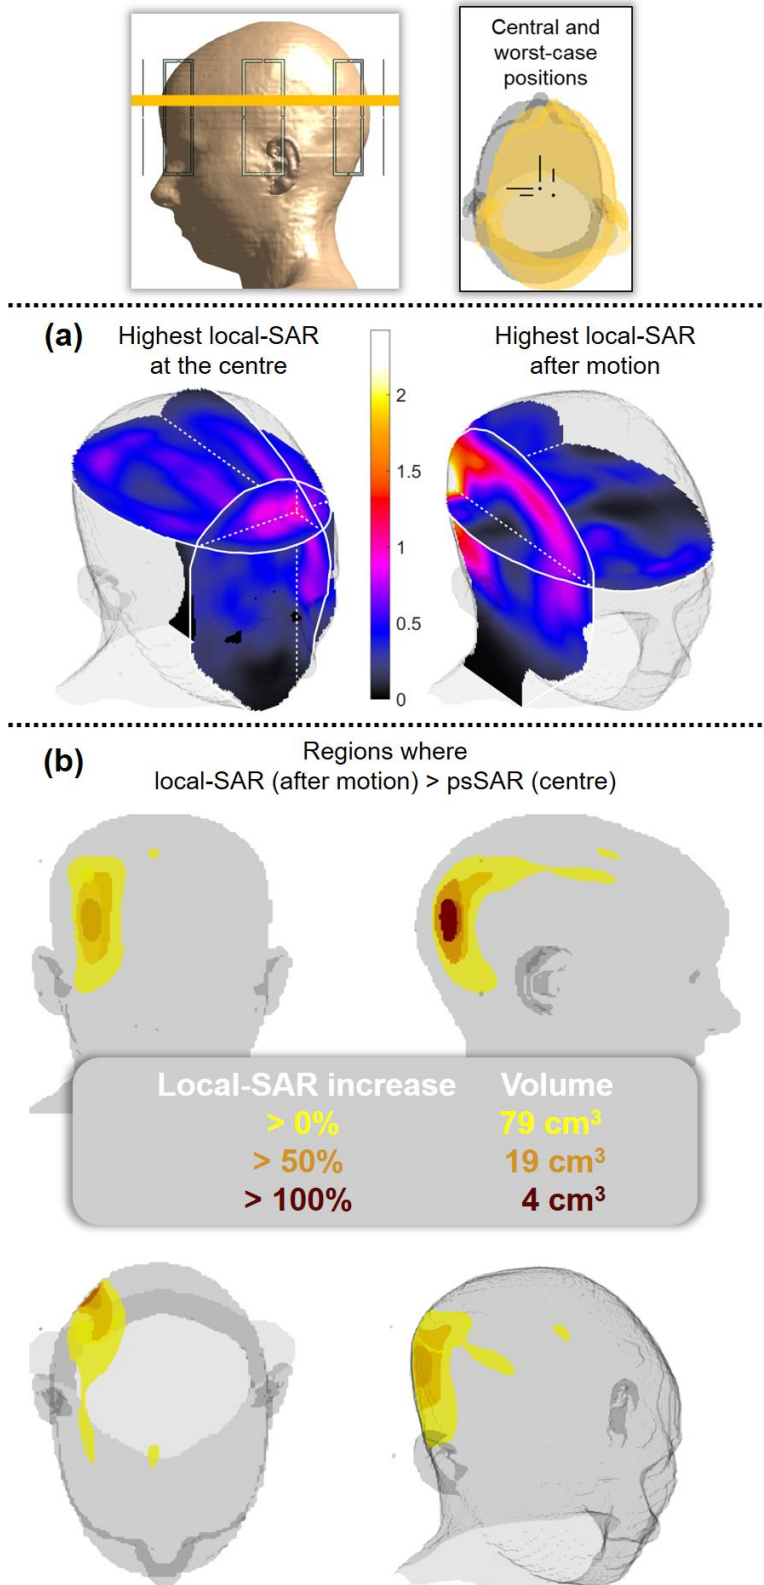 Central and
worst-case
positions
(a)
Highest local-SAR
at the centre
Highest local-SAR
after motion
2
1.5
1
0.5
0
(b)
Regions where
local-SAR (after motion) > psSAR (centre)
Local-SAR increase Volume
> 0% 79 cm³
> 50% 19 cm³
> 100% 4 cm³